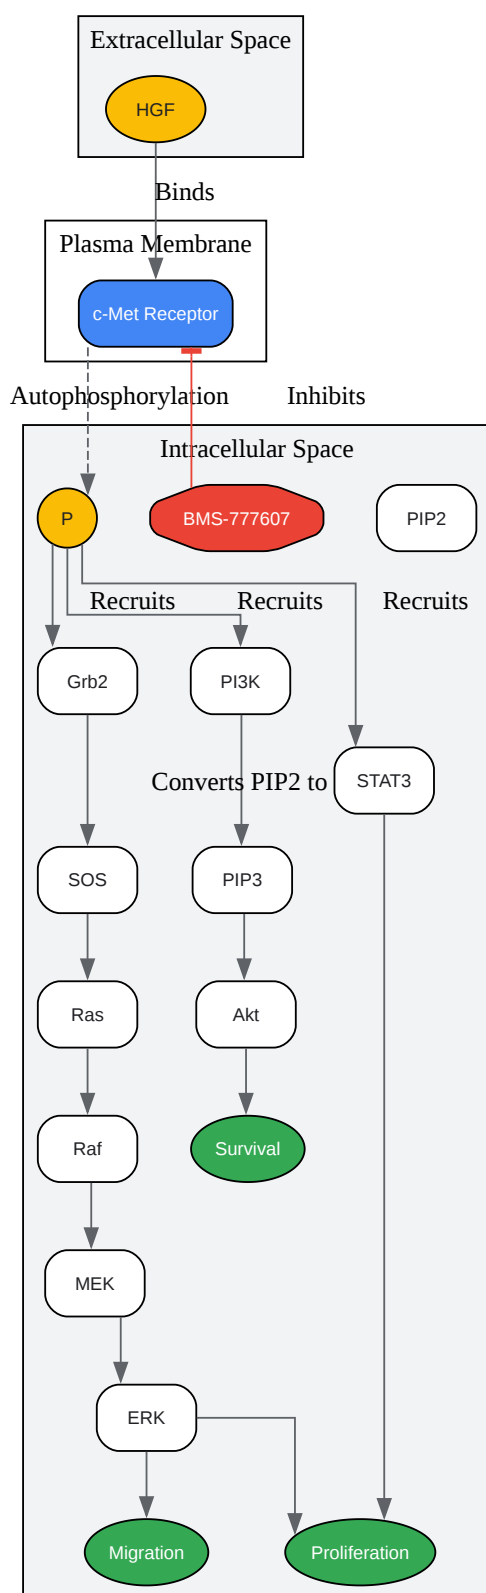 Extracellular Space
HGF
Binds
Plasma Membrane
c-Met Receptor
Autophosphorylation
Inhibits
Intracellular Space
P
BMS-777607
PIP2
Recruits
Recruits
Recruits
Grb2
PI3K
Converts PIP2 to
STAT3
SOS
PIP3
Ras
Akt
Raf
Survival
MEK
ERK
Migration
Proliferation